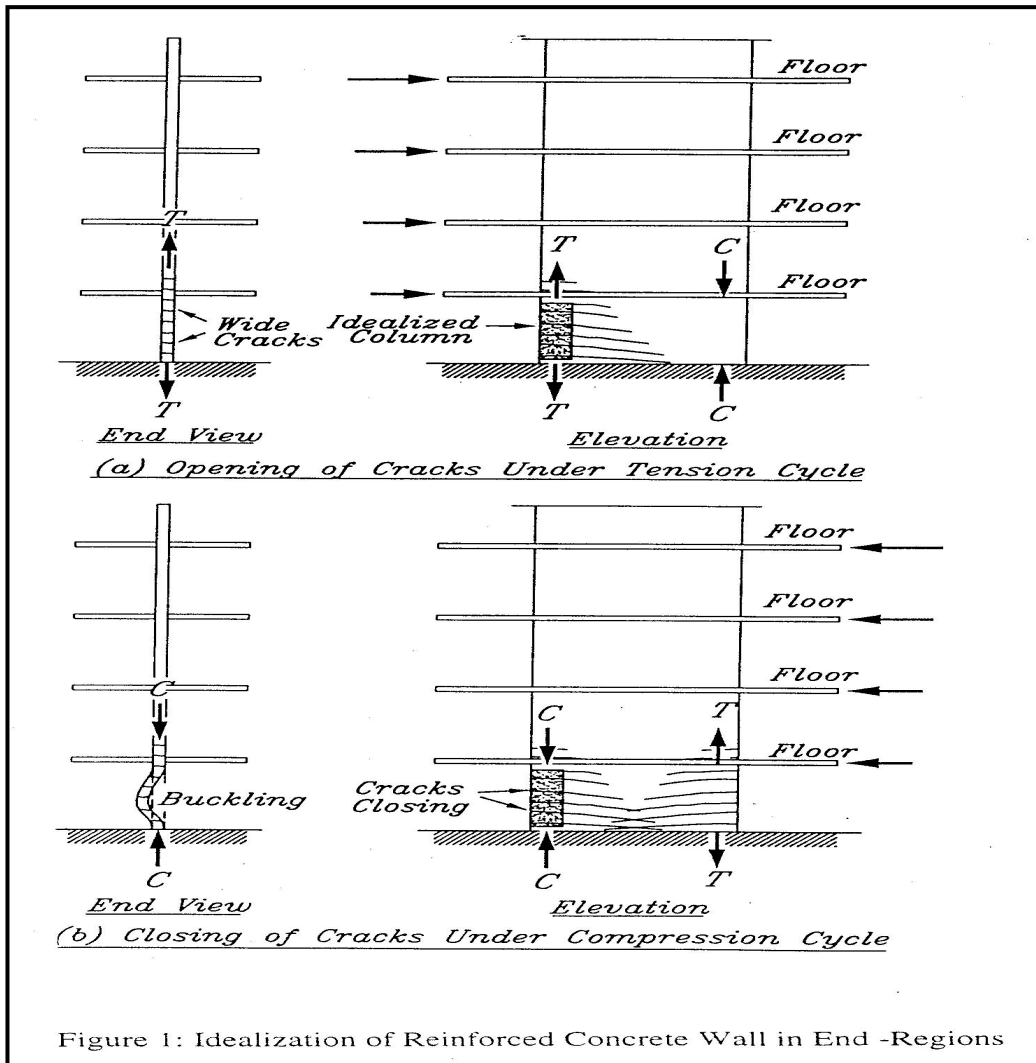 Floor
Floor
Floor
Floor
T
T
C
Wide
Cracks
Idealized
Column
T
T
C
End View
Elevation
(a) Opening of Cracks Under Tension Cycle
Floor
Floor
Floor
Floor
C
C
T
Buckling
Cracks
Closing
C
C
T
End View
Elevation
(b) Closing of Cracks Under Compression Cycle
Figure 1: Idealization of Reinforced Concrete Wall in End -Regions